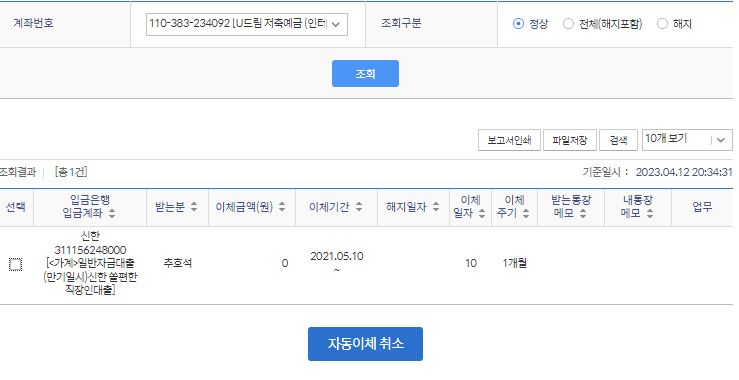 계좌번호 110-383-234092 [U드림 저축예금 (인터 조회구분 정상 전체(해지포함) 해지
조회
보고서인쇄 파일저장 검색 10개 보기
조회결과 [총 1건] 기준일시 : 2023.04.12 20:34:31
선택 입금은행 입금계좌 받는분 이체금액(원) 이체기간 해지일자 이체 일자 이체 주기 받는통장 메모 내통장 메모 업무
신한
311156248000
[<가계>일반자금대출
(만기일시)신한 쏠편한
직장인대출]
추호석 0 2021.05.10 ~ 10 1개월
자동이체 취소